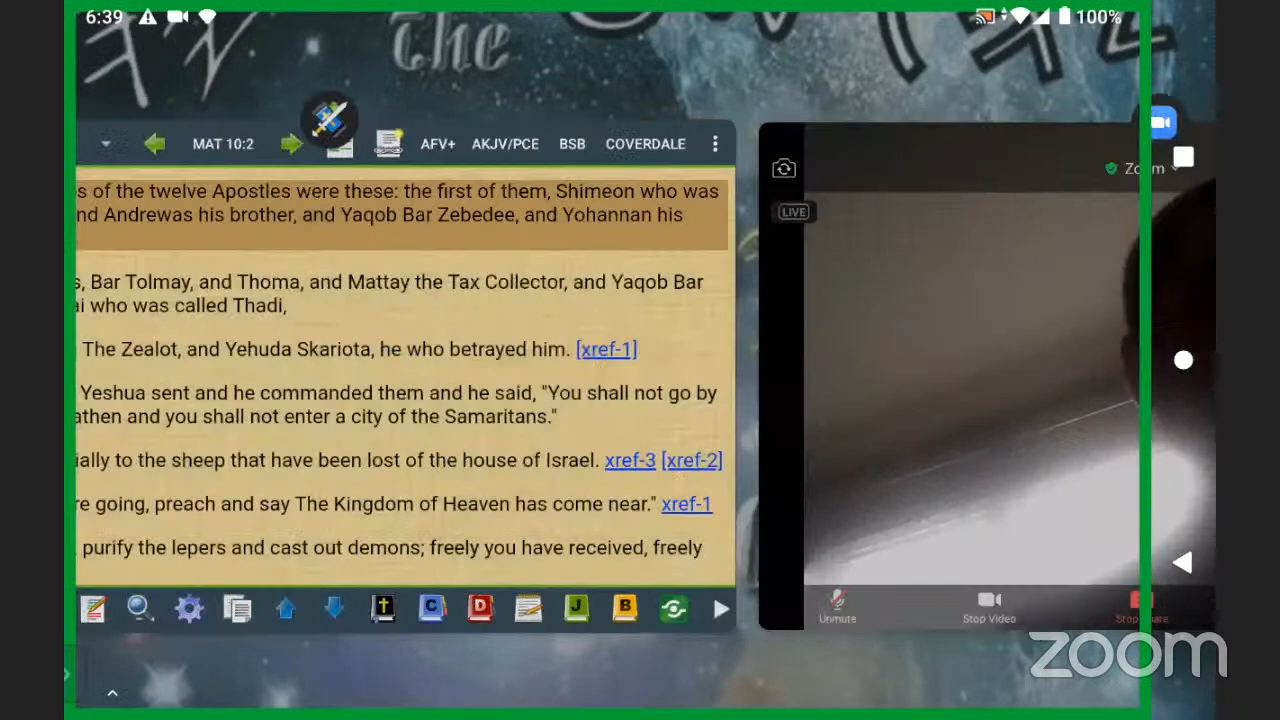 6:39
100%
the
MAT 10:2 AFV+ AKJV/PCE BSB COVERDALE
s of the twelve Apostles were these: the first of them, Shimeon who was
nd Andrewas his brother, and Yaqob Bar Zebedee, and Yohannan his
s, Bar Tolmay, and Thoma, and Mattay the Tax Collector, and Yaqob Bar
ai who was called Thadi,
The Zealot, and Yehuda Skariota, he who betrayed him. [xref-1]
Yeshua sent and he commanded them and he said, "You shall not go by
athen and you shall not enter a city of the Samaritans."
ially to the sheep that have been lost of the house of Israel. xref-3 [xref-2]
re going, preach and say The Kingdom of Heaven has come near." xref-1
purify the lepers and cast out demons; freely you have received, freely
C D J B
Zoom
LIVE
Unmute
Stop Video
Stop Share
zoom